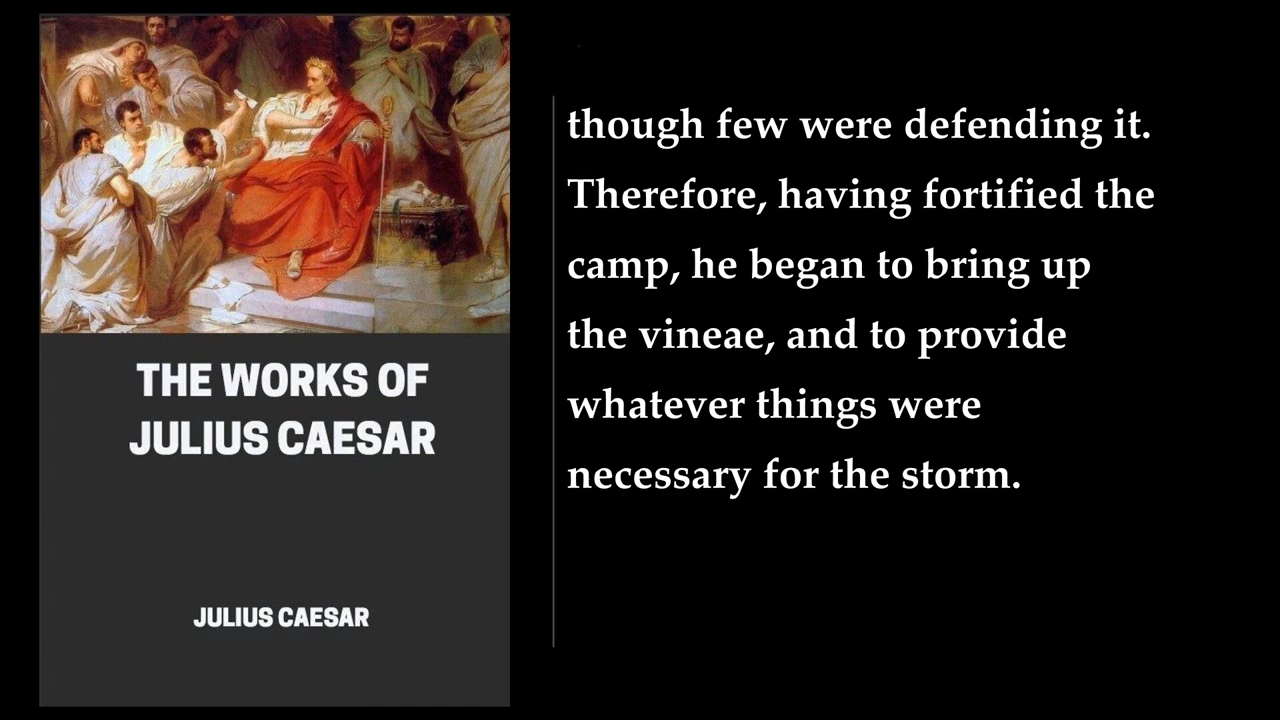 THE WORKS OF
JULIUS CAESAR
JULIUS CAESAR
though few were defending it.
Therefore, having fortified the
camp, he began to bring up
the vineae, and to provide
whatever things were
necessary for the storm.